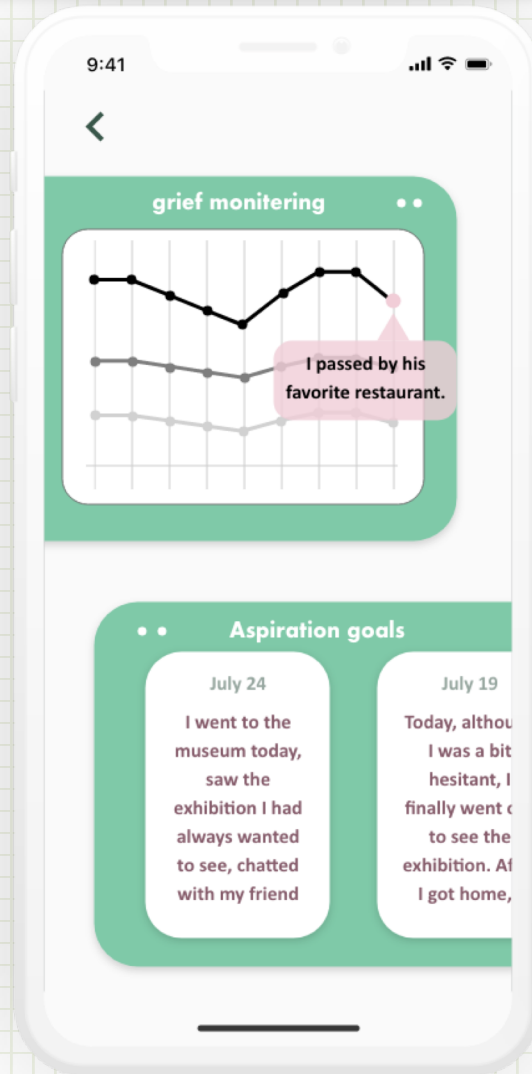 9:41
grief monitering
I passed by his
favorite restaurant.
Aspiration goals
July 24
I went to the
museum today,
saw the
exhibition I had
always wanted
to see, chatted
with my friend
July 19
Today, althou
I was a bit
hesitant, I
finally went
to see the
exhibition. Af
I got home,